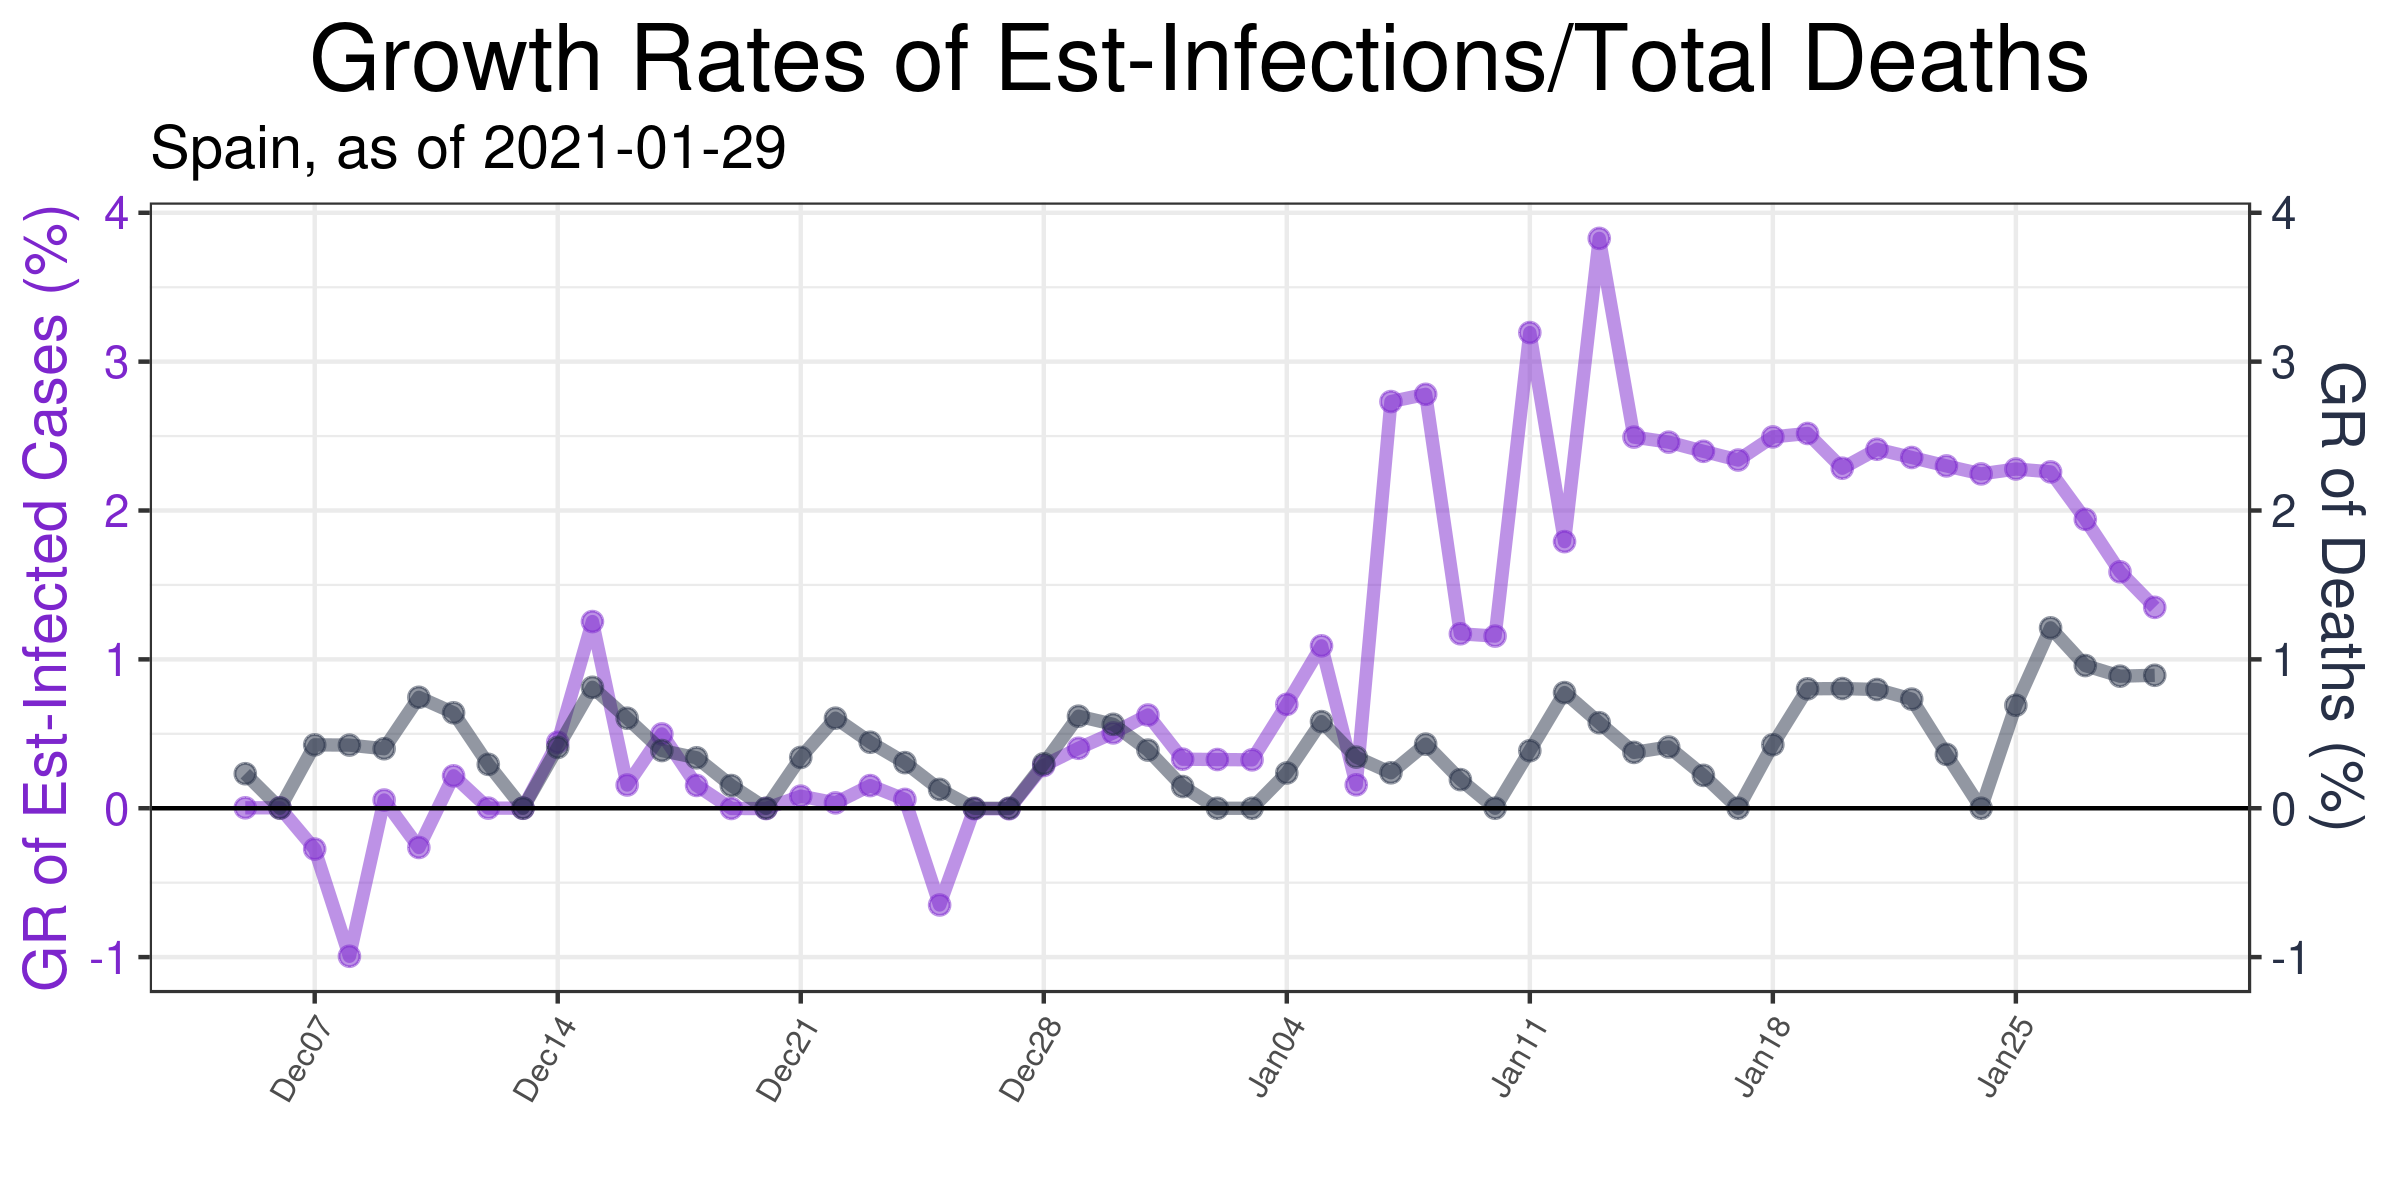 Growth Rates of Est-Infections/Total Deaths
Spain, as of 2021-01-29
GR of Est-Infected Cases (%)
4
3
2
1
0
-1
4
3
2
1
0
-1
GR of Deaths (%)
Dec07
Dec14
Dec21
Dec28
Jan04
Jan11
Jan18
Jan25